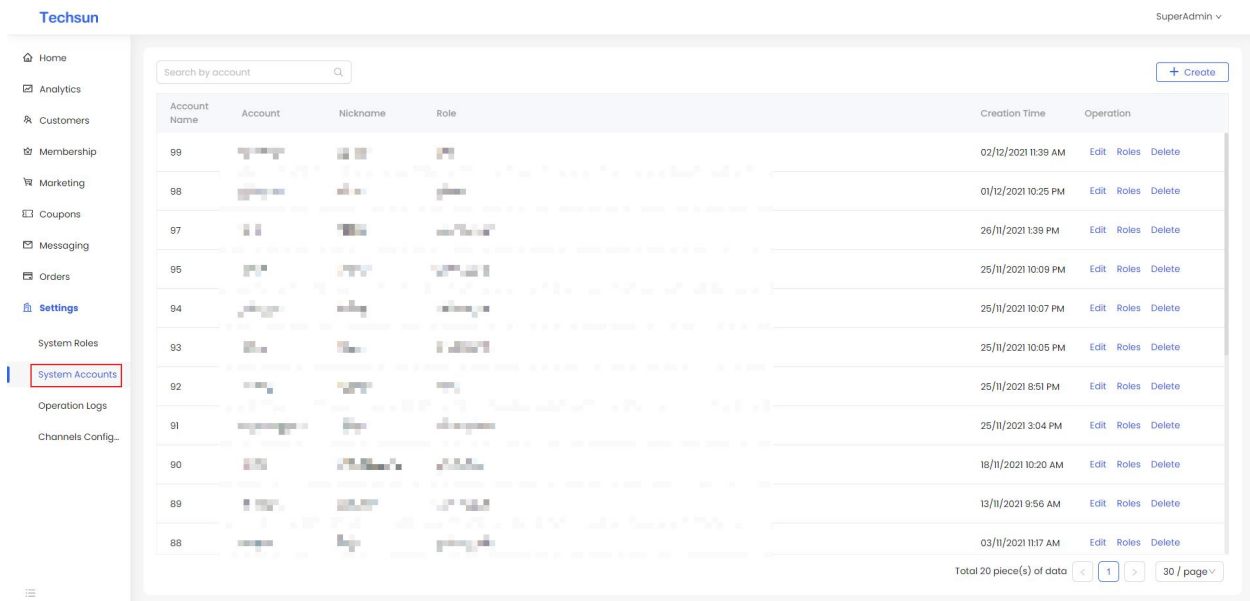 Techsun
SuperAdmin
Home
Analytics
Customers
Membership
Marketing
Coupons
Messaging
Orders
Settings
System Roles
System Accounts
Operation Logs
Channels Config...
Search by account
+ Create
Account Name Account Nickname Role Creation Time Operation
99 02/12/2021 11:39 AM Edit Roles Delete
98 01/12/2021 10:25 PM Edit Roles Delete
97 26/11/2021 1:39 PM Edit Roles Delete
95 25/11/2021 10:09 PM Edit Roles Delete
94 25/11/2021 10:07 PM Edit Roles Delete
93 25/11/2021 10:05 PM Edit Roles Delete
92 25/11/2021 8:51 PM Edit Roles Delete
91 25/11/2021 3:04 PM Edit Roles Delete
90 18/11/2021 10:20 AM Edit Roles Delete
89 13/11/2021 9:56 AM Edit Roles Delete
88 03/11/2021 11:17 AM Edit Roles Delete
Total 20 piece(s) of data < 1 > 30 / page